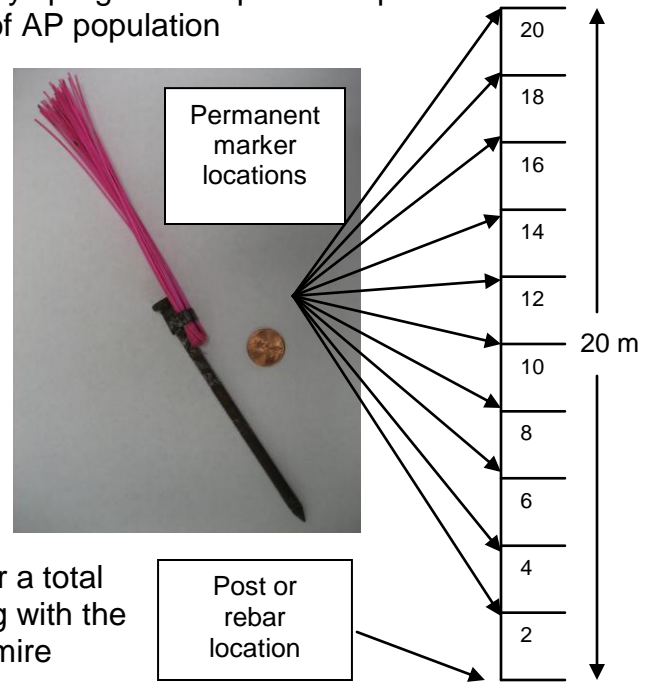 of AP population
Permanent
marker
locations
20
18
16
14
12
10
8
6
4
2
20 m
r a total
g with the
mire
Post or
rebar
location